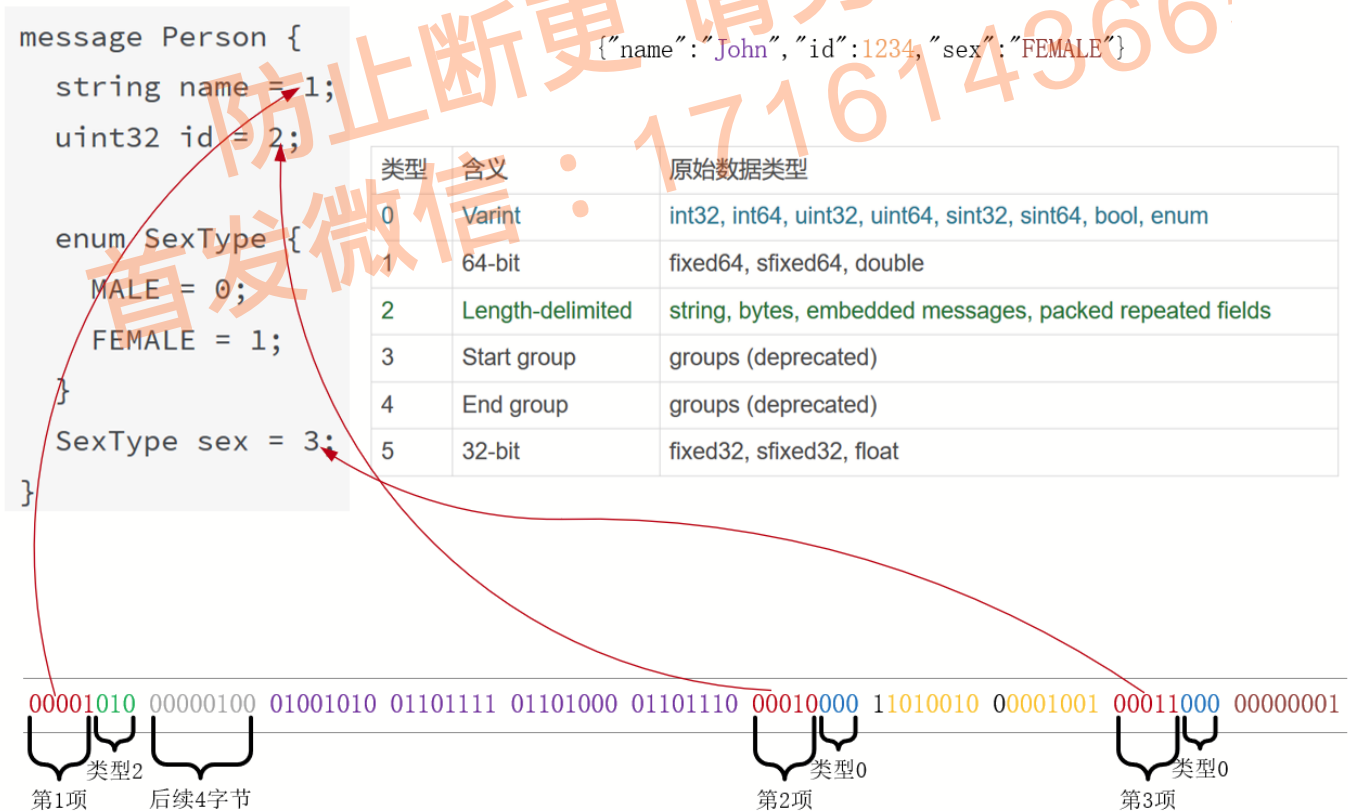 message Person {
string name = 1;
uint32 id = 2;
enum SexType {
MALE = 0;
FEMALE = 1;
}
SexType sex = 3;
}
{"name":"John","id":1234,"sex":"FEMALE"}
防止断更 请务
首发微信：171614366
类型 含义 原始数据类型
0 Varint int32, int64, uint32, uint64, sint32, sint64, bool, enum
1 64-bit fixed64, sfixed64, double
2 Length-delimited string, bytes, embedded messages, packed repeated fields
3 Start group groups (deprecated)
4 End group groups (deprecated)
5 32-bit fixed32, sfixed32, float
00001010 00000100 01001010 01101111 01101000 01101110 00010000 11010010 00001001 00011000 00000001
类型2 类型0 类型0
第1项 后续4字节 第2项 第3项